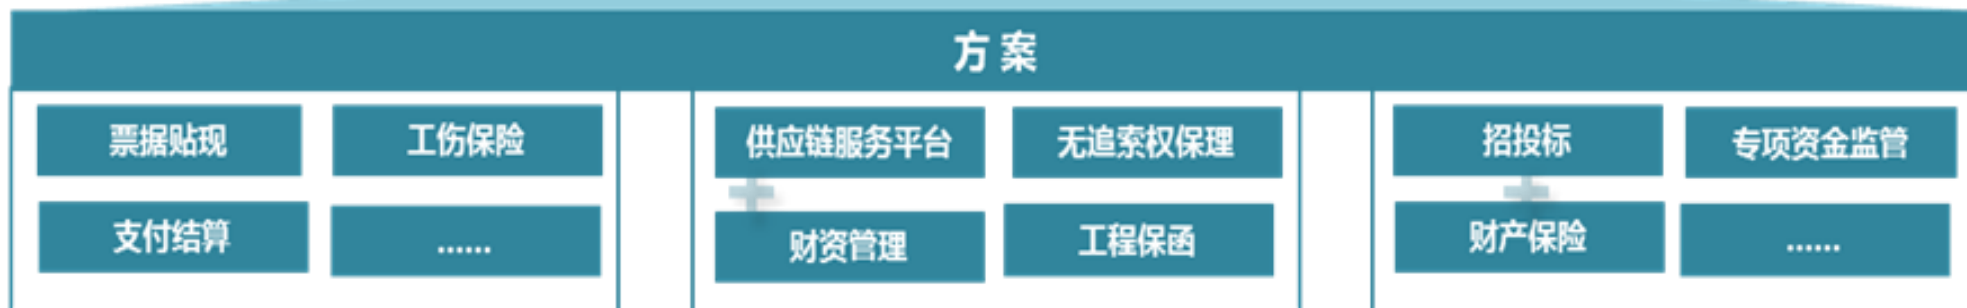 方案
票据贴现
工伤保险
支付结算
......
供应链服务平台
无追索权保理
财资管理
工程保函
招投标
专项资金监管
财产保险
......